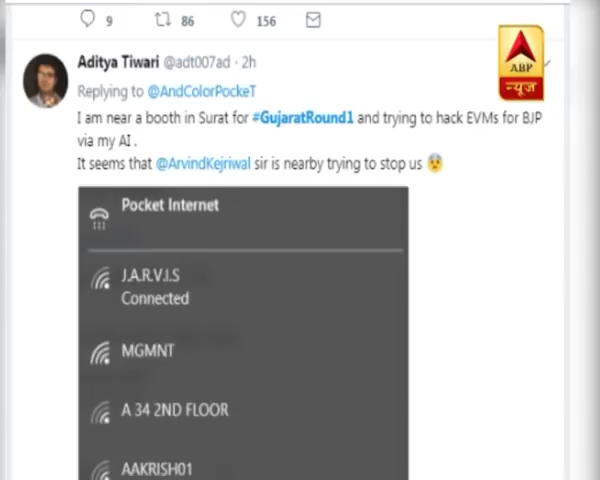 9 86 156
Aditya Tiwari @adt007ad · 2h
ABP
न्यूज़
Replying to @AndColorPockeT
I am near a booth in Surat for #GujaratRound1 and trying to hack EVMs for BJP
via my AI .
It seems that @ArvindKejriwal sir is nearby trying to stop us 😨
Pocket Internet
J.A.R.V.I.S
Connected
MGMNT
A 34 2ND FLOOR
AAKRISH01